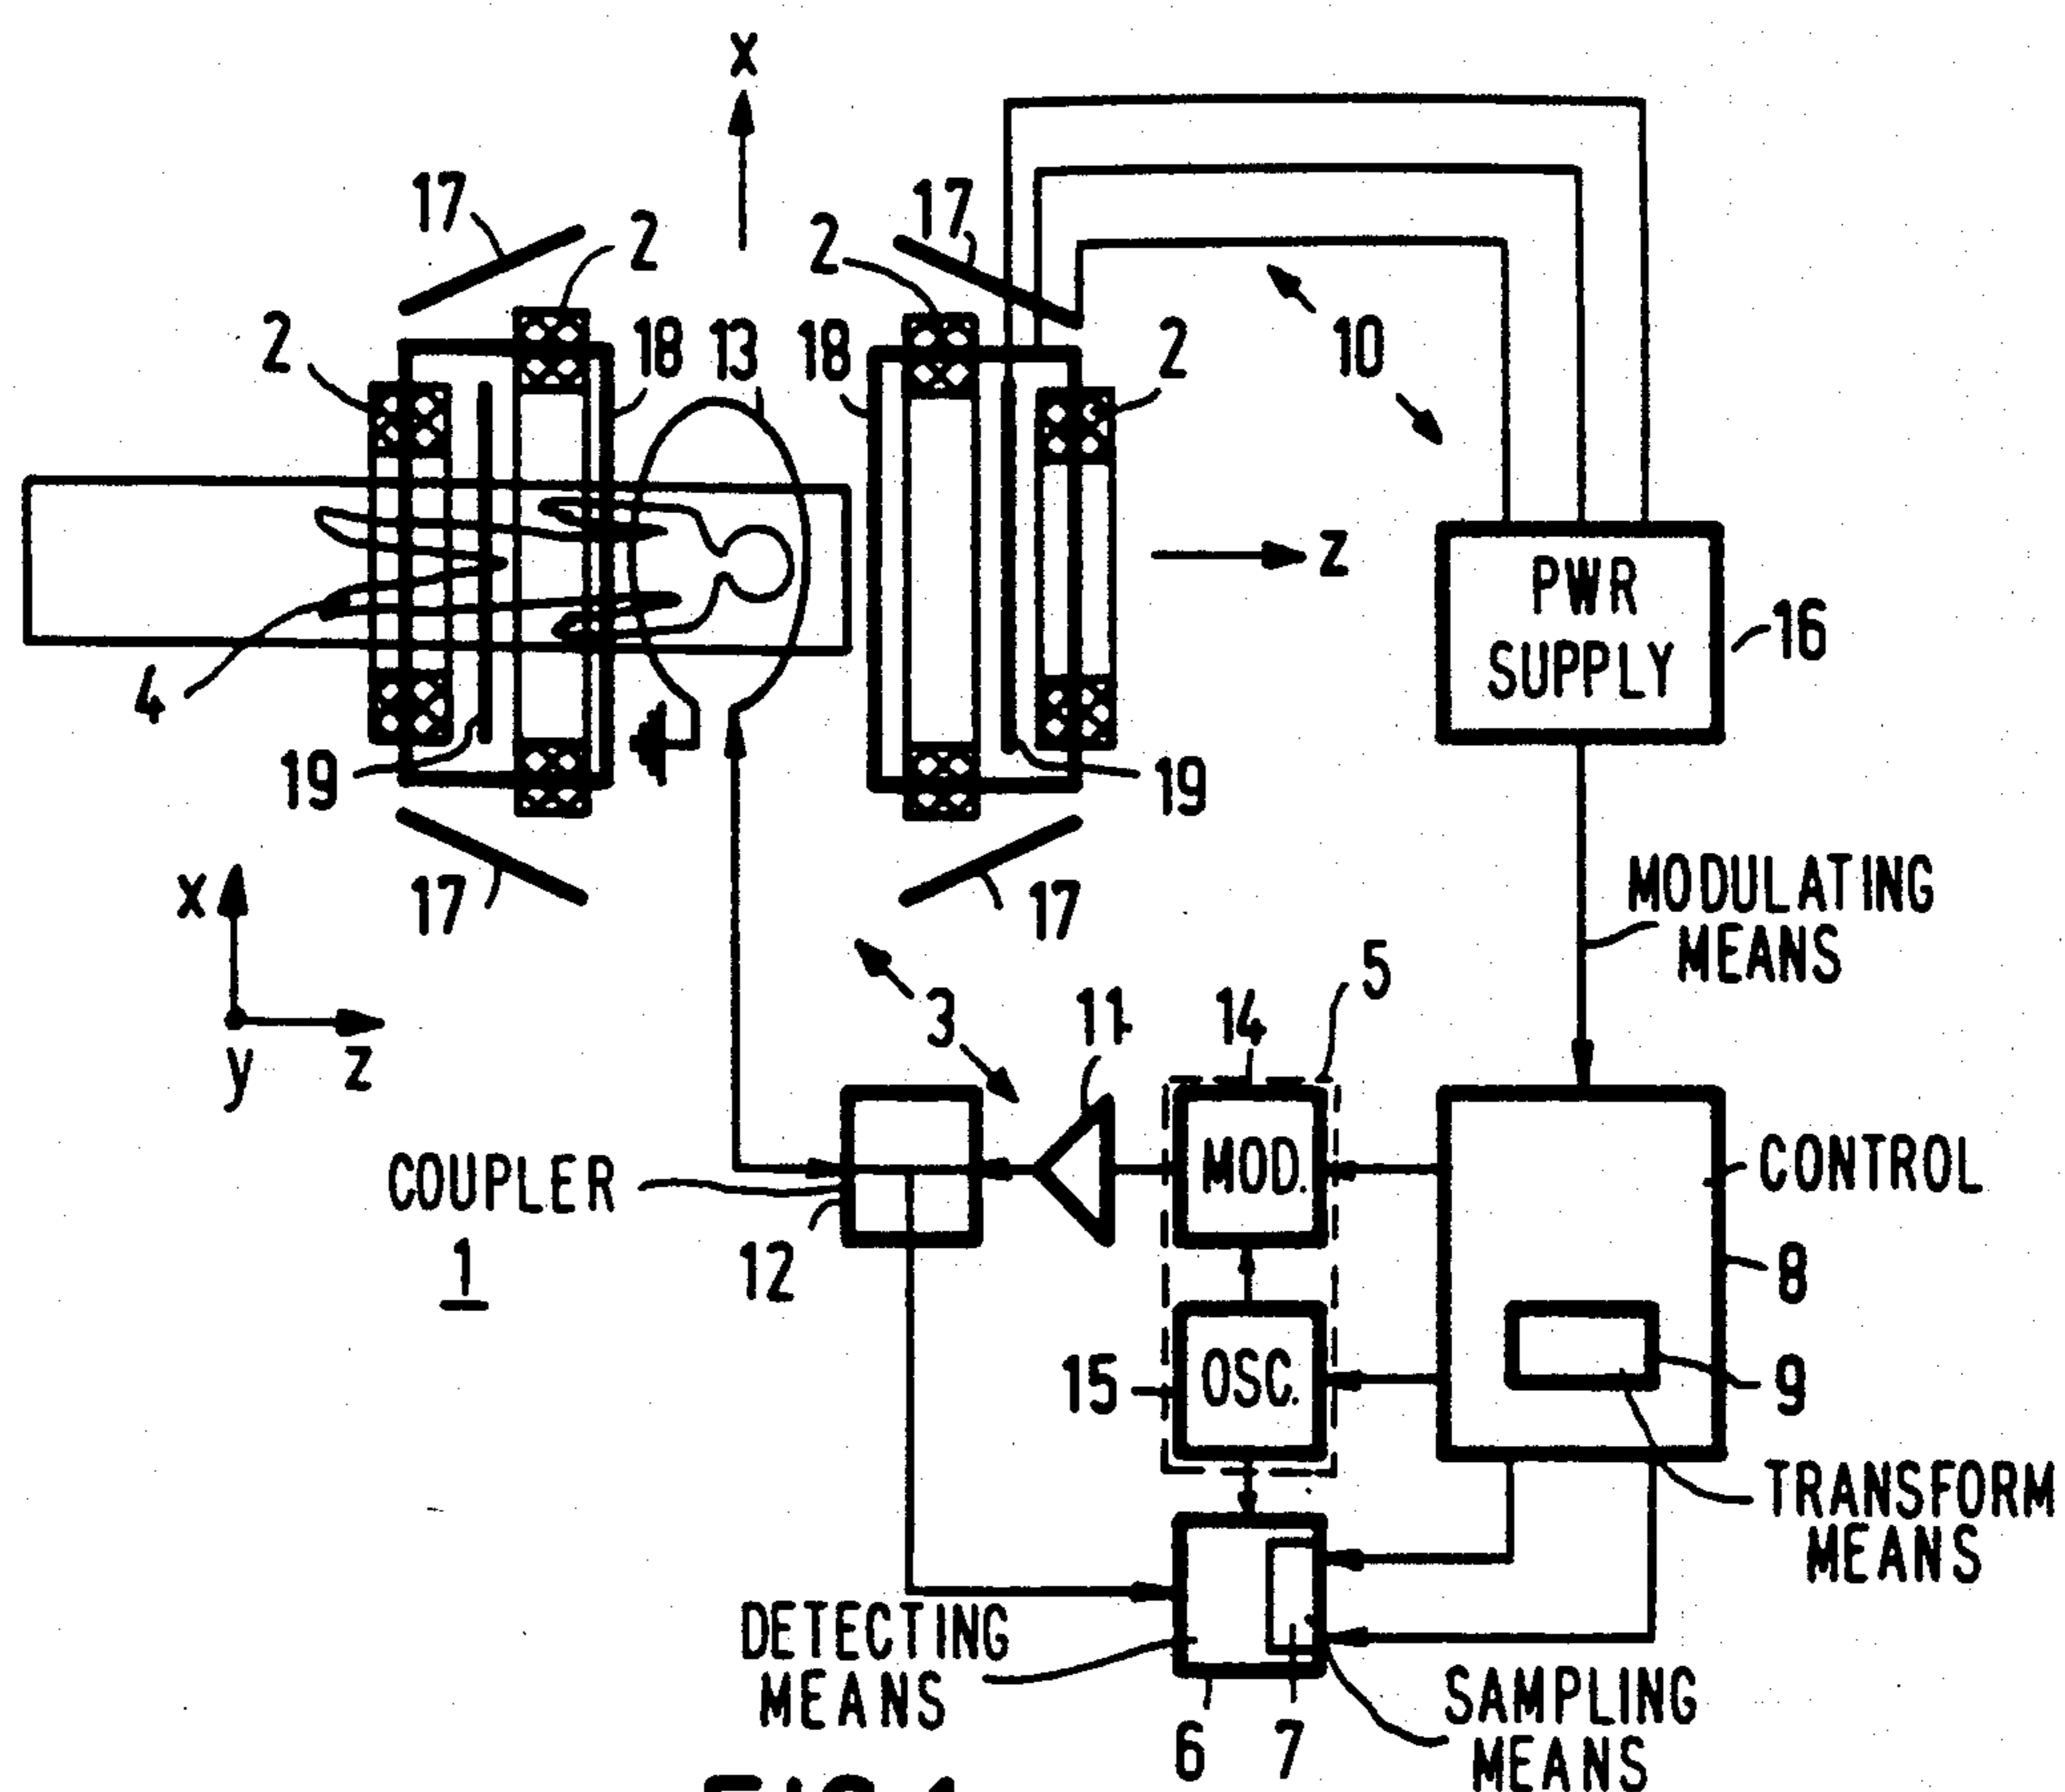 x
17
2
2
17
2
18
13
18
2
10
z
PWR
SUPPLY
16
4
19
19
x
y
z
17
17
MODULATING
MEANS
3
11
14
5
MOD.
CONTROL
COUPLER
12
1
8
OSC.
15
9
TRANSFORM
MEANS
DETECTING
MEANS
6
7
SAMPLING
MEANS